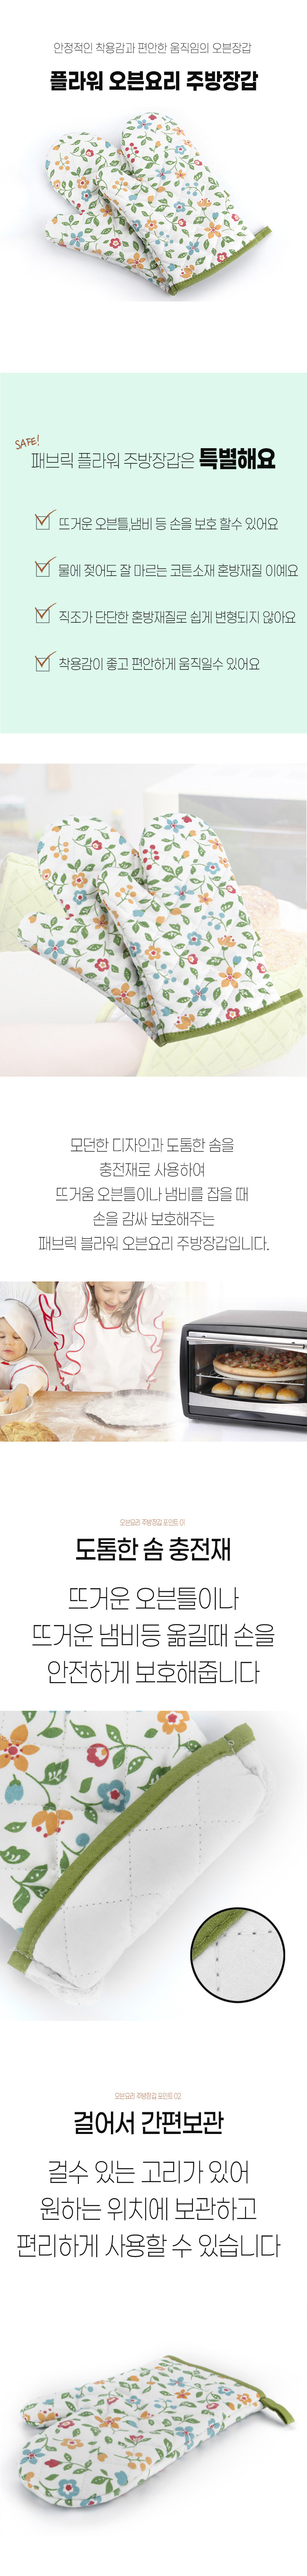 안정적인 착용감과 편안한 움직임의 오븐장갑
플라워 오븐요리 주방장갑
SAFE!
패브릭 플라워 주방장갑은 특별해요
뜨거운 오븐틀,냄비 등 손을 보호 할수 있어요
물에 젖어도 잘 마르는 코튼소재 혼방재질 이예요
직조가 단단한 혼방재질로 쉽게 변형되지 않아요
착용감이 좋고 편안하게 움직일수 있어요
모던한 디자인과 도톰한 솜을
충전재로 사용하여
뜨거움 오븐틀이나 냄비를 잡을 때
손을 감싸 보호해주는
패브릭 블라워 오븐요리 주방장갑입니다.
오븐요리 주방장갑 포인트 01
도톰한 솜 충전재
뜨거운 오븐틀이나
뜨거운 냄비등 옮길때 손을
안전하게 보호해줍니다
오븐요리 주방장갑 포인트 02
걸어서 간편보관
걸수 있는 고리가 있어
원하는 위치에 보관하고
편리하게 사용할 수 있습니다